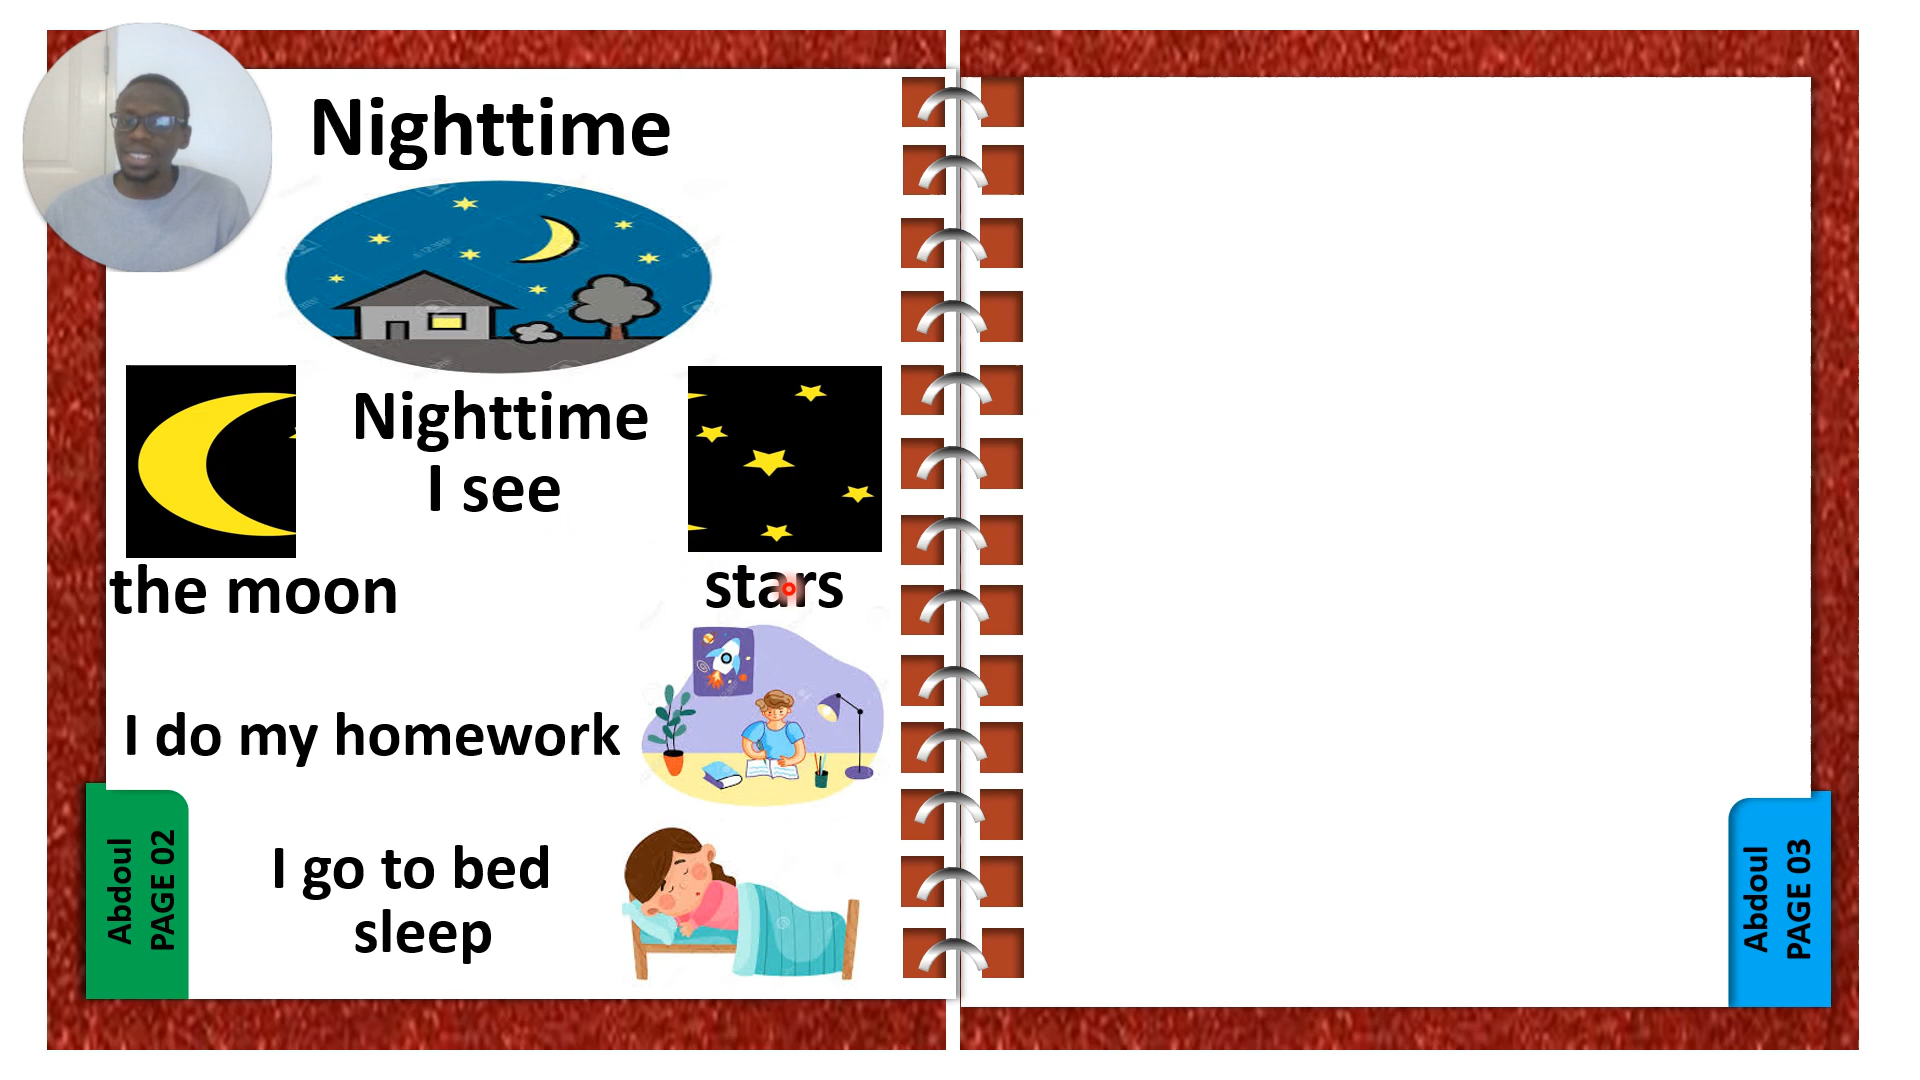 Nighttime
Nighttime
I see
the moon
stars
I do my homework
I go to bed
sleep
Abdoul
PAGE 02
Abdoul
PAGE 03